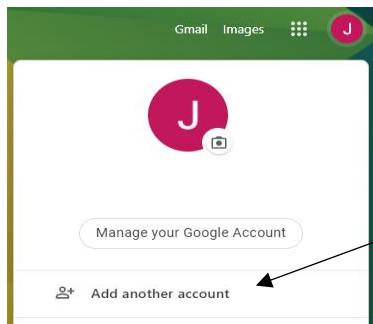 Gmail Images J
J
Manage your Google Account
Add another account